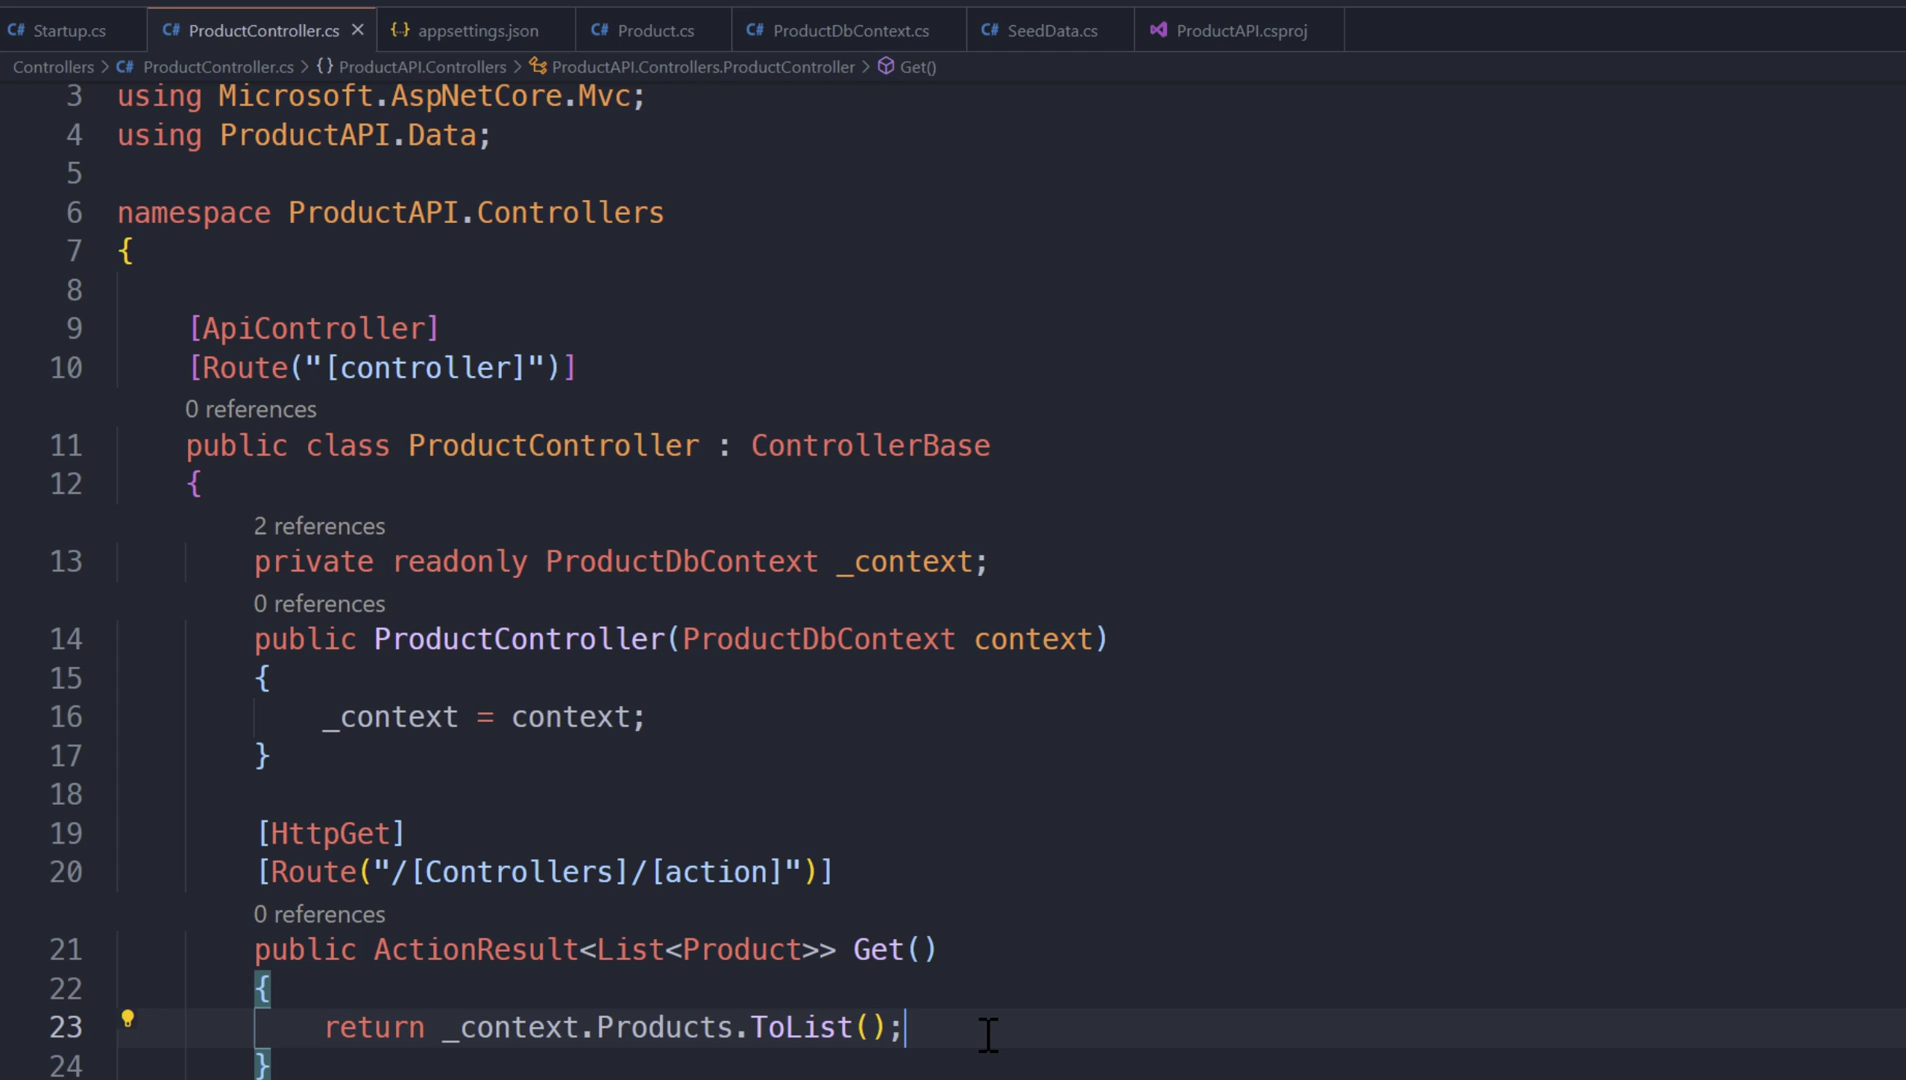 C# Startup.cs C# ProductController.cs × {··} appsettings.json C# Product.cs C# ProductDbContext.cs C# SeedData.cs ProductAPI.csproj
Controllers > C# ProductController.cs > {} ProductAPI.Controllers > ProductAPI.Controllers.ProductController > Get()
3 using Microsoft.AspNetCore.Mvc;
4 using ProductAPI.Data;
5
6 namespace ProductAPI.Controllers
7 {
8
9 [ApiController]
10 [Route("[controller]")]
0 references
11 public class ProductController : ControllerBase
12 {
2 references
13 private readonly ProductDbContext _context;
0 references
14 public ProductController(ProductDbContext context)
15 {
16 _context = context;
17 }
18
19 [HttpGet]
20 [Route("/[Controllers]/[action]")]
0 references
21 public ActionResult<List<Product>> Get()
22 {
23 return _context.Products.ToList();
24 }